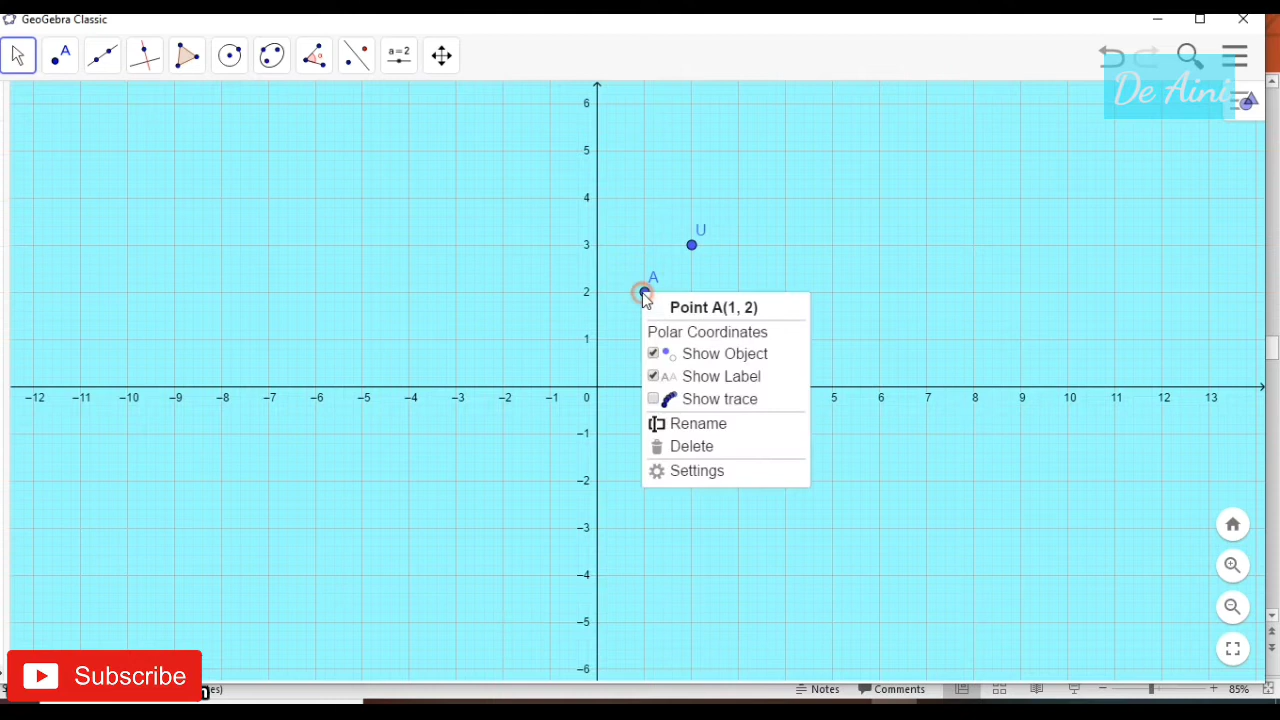 GeoGebra Classic
A
a=2
De Aini
6
5
4
U
3
A
2
Point A(1, 2)
Polar Coordinates
Show Object
1
AA Show Label
−12 −11 −10 −9 −8 −7 −6 −5 −4 −3 −2 −1 0 5 6 7 8 9 10 11 12 13
Show trace
Rename
−1
Delete
Settings
−2
−3
−4
−5
−6
Subscribe
Notes Comments 85%